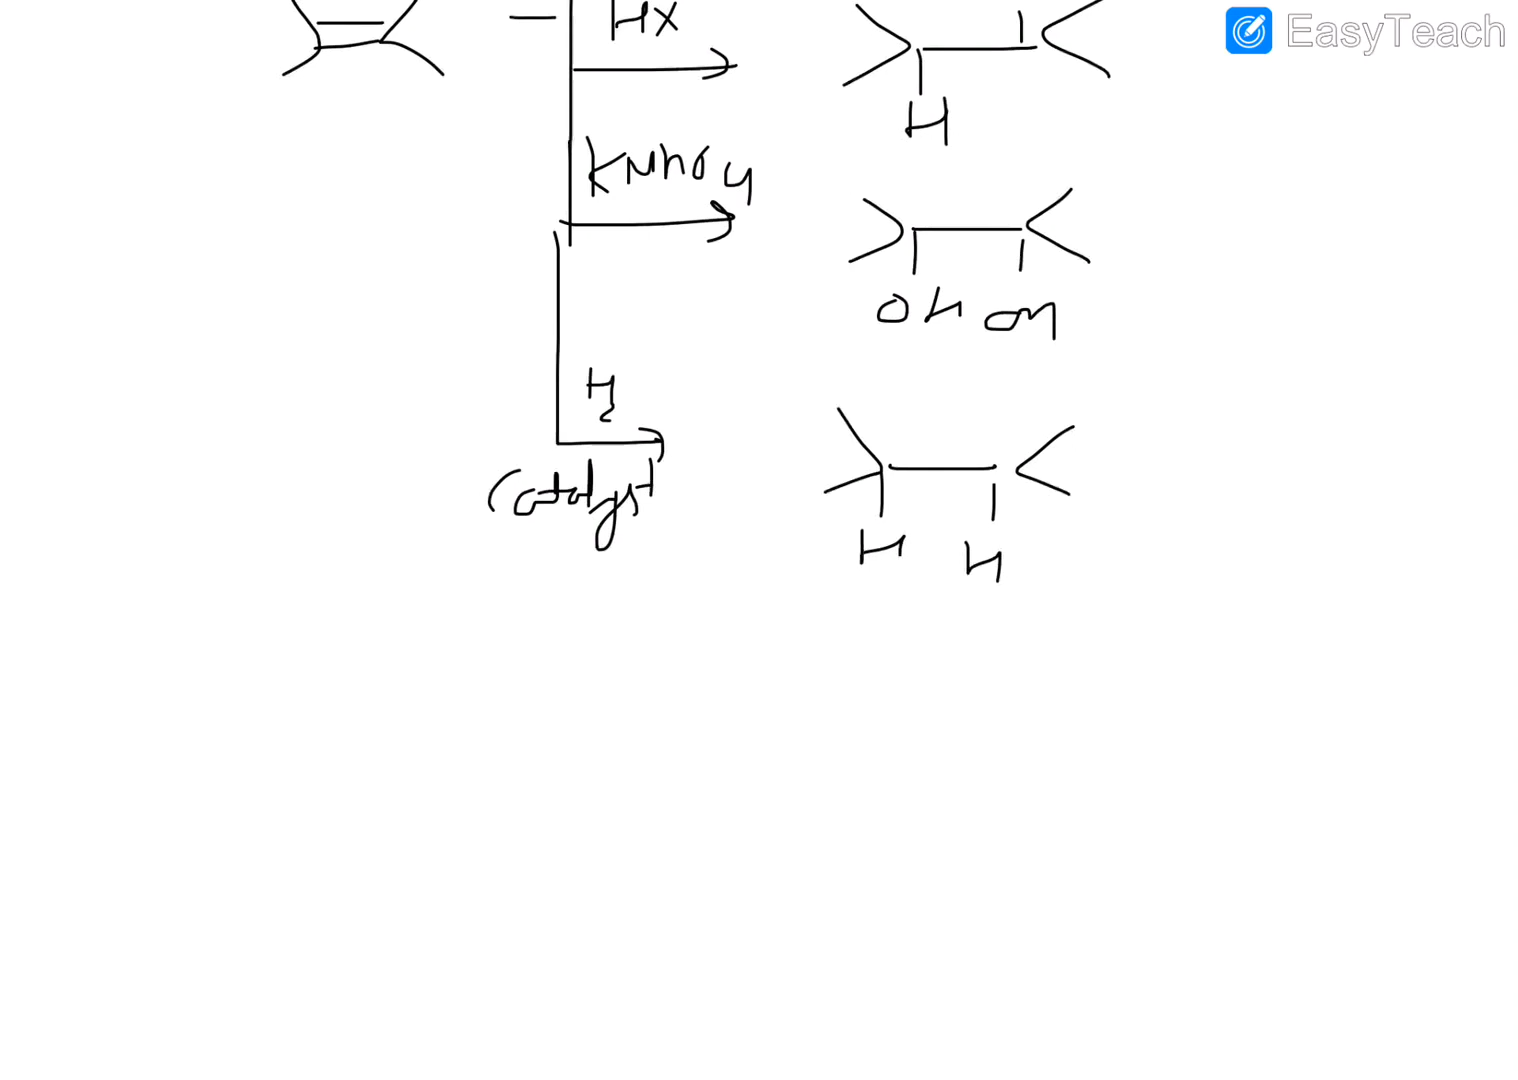 EasyTeach
HX
H
KMnO4
OH OH
H2
Catalyst
H H